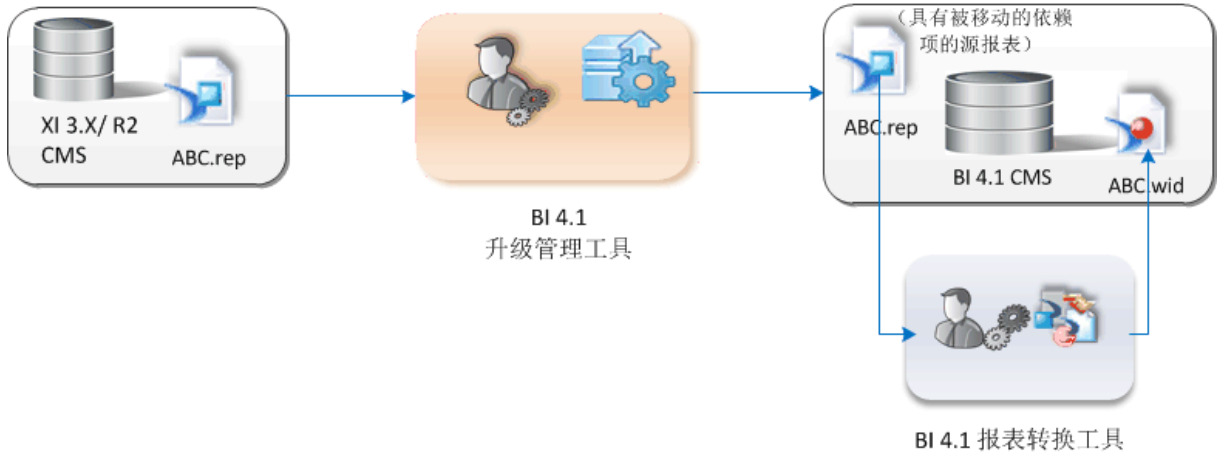 XI 3.X/ R2
CMS
ABC.rep
BI 4.1
升级管理工具
（具有被移动的依赖
项的源报表）
ABC.rep
BI 4.1 CMS
ABC.wid
BI 4.1 报表转换工具